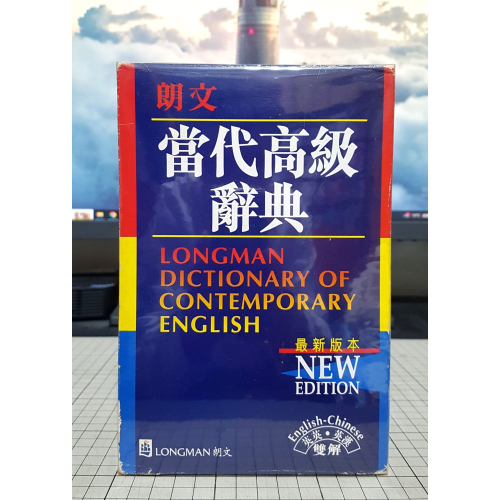 朗文
當代高級
辭典
LONGMAN
DICTIONARY OF
CONTEMPORARY
ENGLISH
最新版本
NEW
EDITION
English-Chinese
英英·英漢
雙解
LONGMAN 朗文